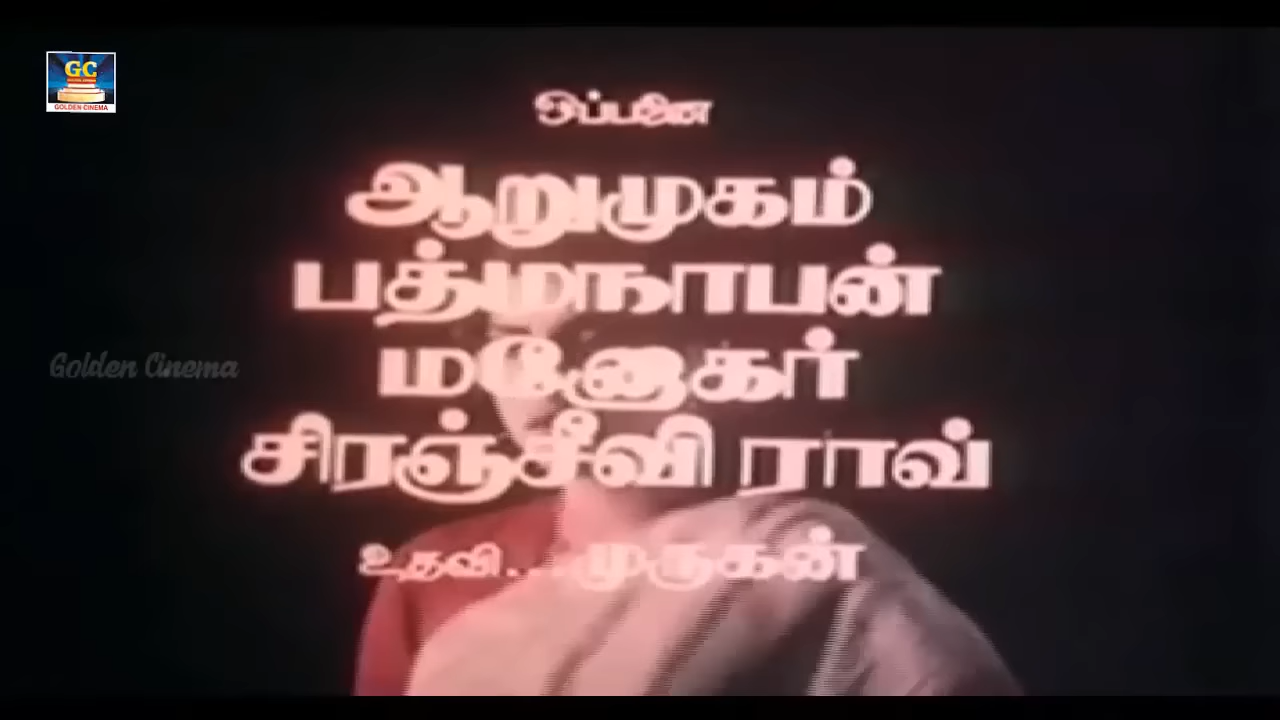 GC
GOLDEN CINEMA
ஒப்பனை
ஆறுமுகம்
பத்மநாபன்
மனோகர்
சிரஞ்சீவி ராவ்
Golden Cinema
உதவி... முருகன்